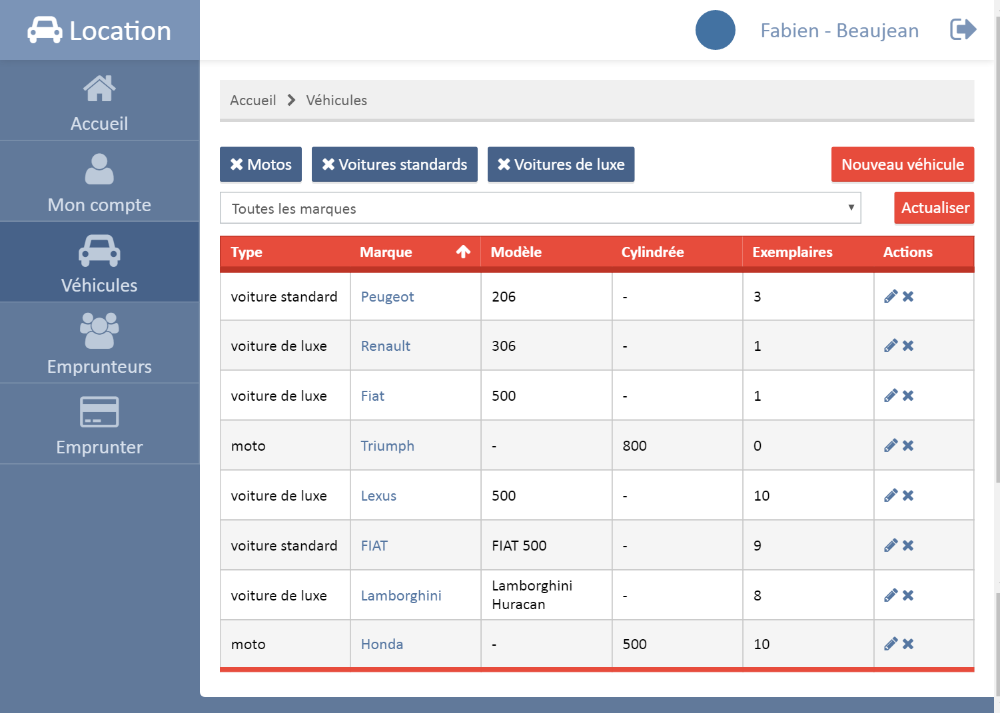 Location
Fabien - Beaujean
Accueil
Mon compte
Véhicules
Emprunteurs
Emprunter
Accueil Véhicules
Motos Voitures standards Voitures de luxe Nouveau véhicule
Toutes les marques Actualiser
Type Marque Modèle Cylindrée Exemplaires Actions
voiture standard Peugeot 206 - 3
voiture de luxe Renault 306 - 1
voiture de luxe Fiat 500 - 1
moto Triumph - 800 0
voiture de luxe Lexus 500 - 10
voiture standard FIAT FIAT 500 - 9
voiture de luxe Lamborghini Lamborghini Huracan - 8
moto Honda - 500 10